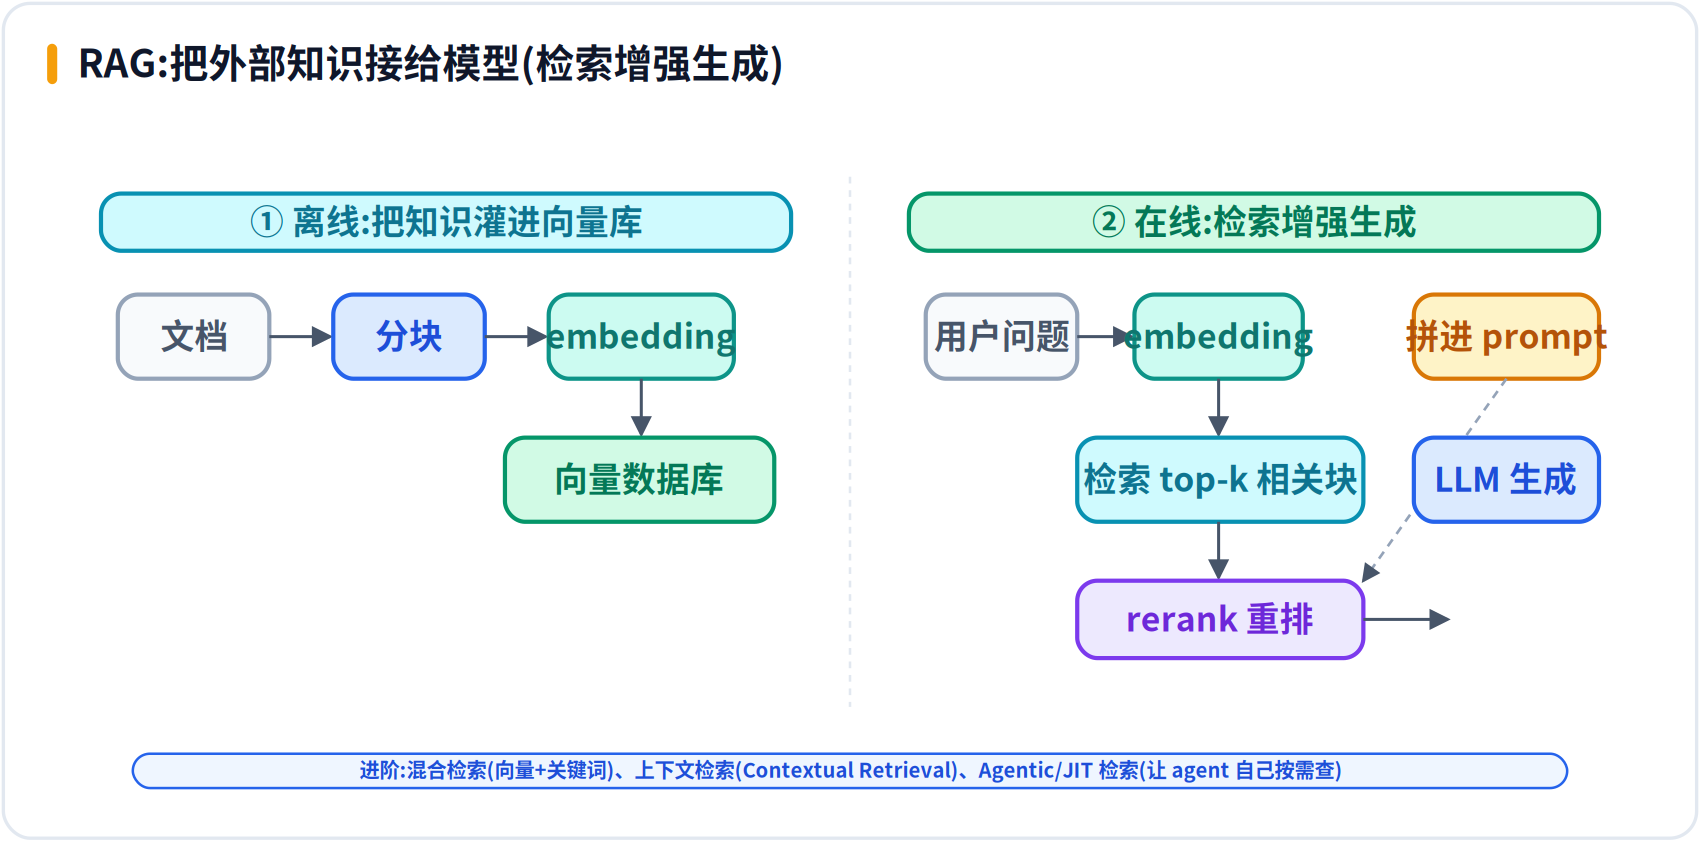 RAG:把外部知识接给模型(检索增强生成)
① 离线:把知识灌进向量库
文档
分块
embedding
向量数据库
② 在线:检索增强生成
用户问题
embedding
拼进 prompt
检索 top-k 相关块
LLM 生成
rerank 重排
进阶:混合检索(向量+关键词)、上下文检索(Contextual Retrieval)、Agentic/JIT 检索(让 agent 自己按需查)